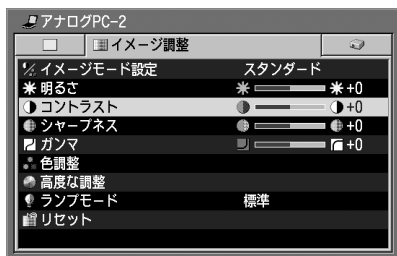 アナログPC-2
イメージ調整
イメージモード設定 スタンダード
明るさ +0
コントラスト +0
シャープネス +0
ガンマ +0
色調整
高度な調整
ランプモード 標準
リセット